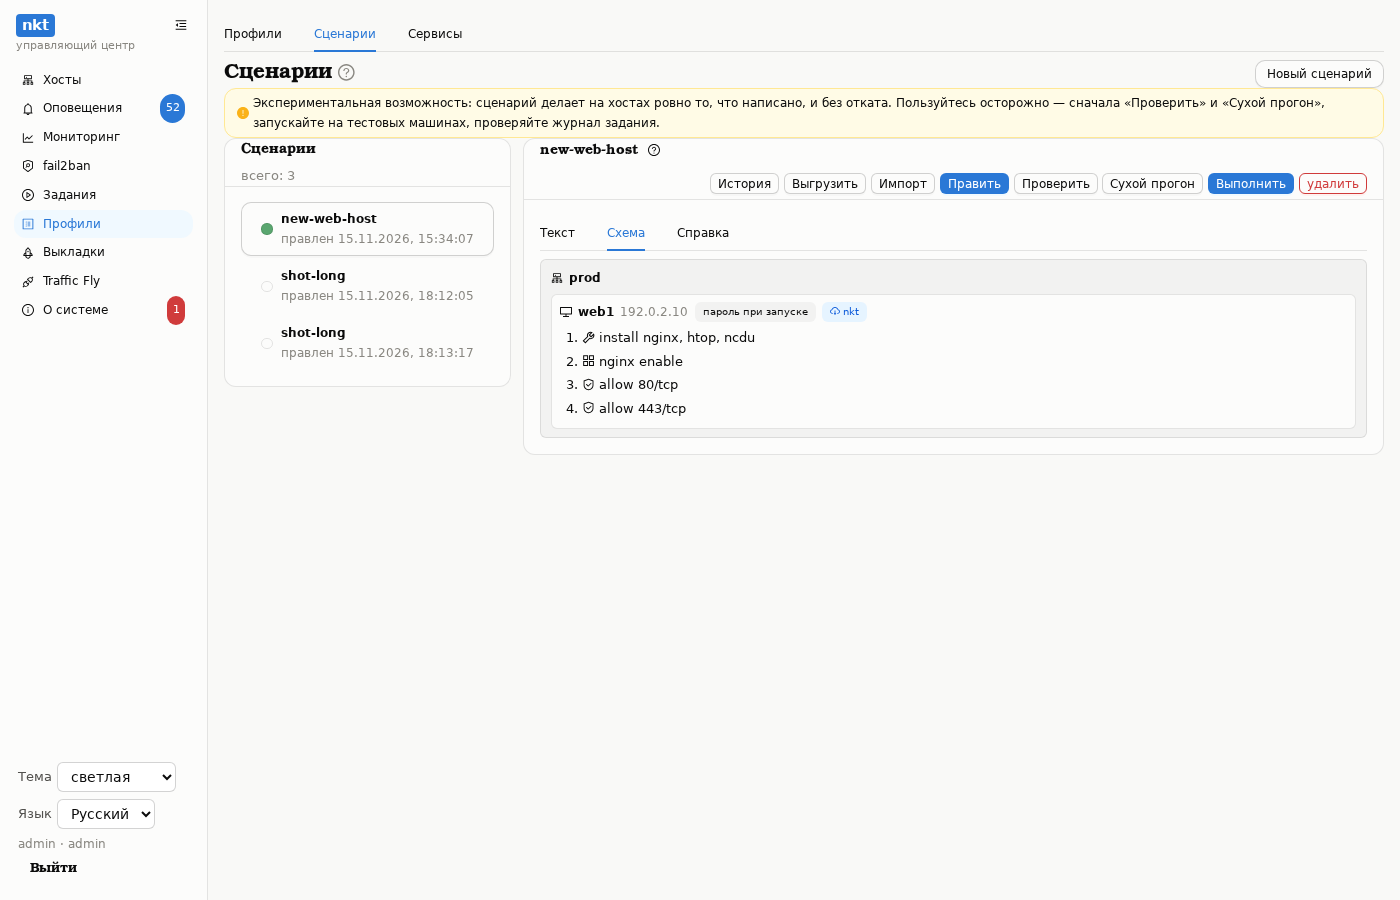 nkt
управляющий центр
Хосты
Оповещения 52
Мониторинг
fail2ban
Задания
Профили
Выкладки
Traffic Fly
О системе 1
Тема светлая
Язык Русский
admin · admin
Выйти
Профили Сценарии Сервисы
Сценарии
Новый сценарий
Экспериментальная возможность: сценарий делает на хостах ровно то, что написано, и без отката. Пользуйтесь осторожно — сначала «Проверить» и «Сухой прогон»,
запускайте на тестовых машинах, проверяйте журнал задания.
Сценарии
всего: 3
new-web-host
правлен 15.11.2026, 15:34:07
shot-long
правлен 15.11.2026, 18:12:05
shot-long
правлен 15.11.2026, 18:13:17
new-web-host
История Выгрузить Импорт Править Проверить Сухой прогон Выполнить удалить
Текст Схема Справка
prod
web1 192.0.2.10 пароль при запуске nkt
1. install nginx, htop, ncdu
2. nginx enable
3. allow 80/tcp
4. allow 443/tcp